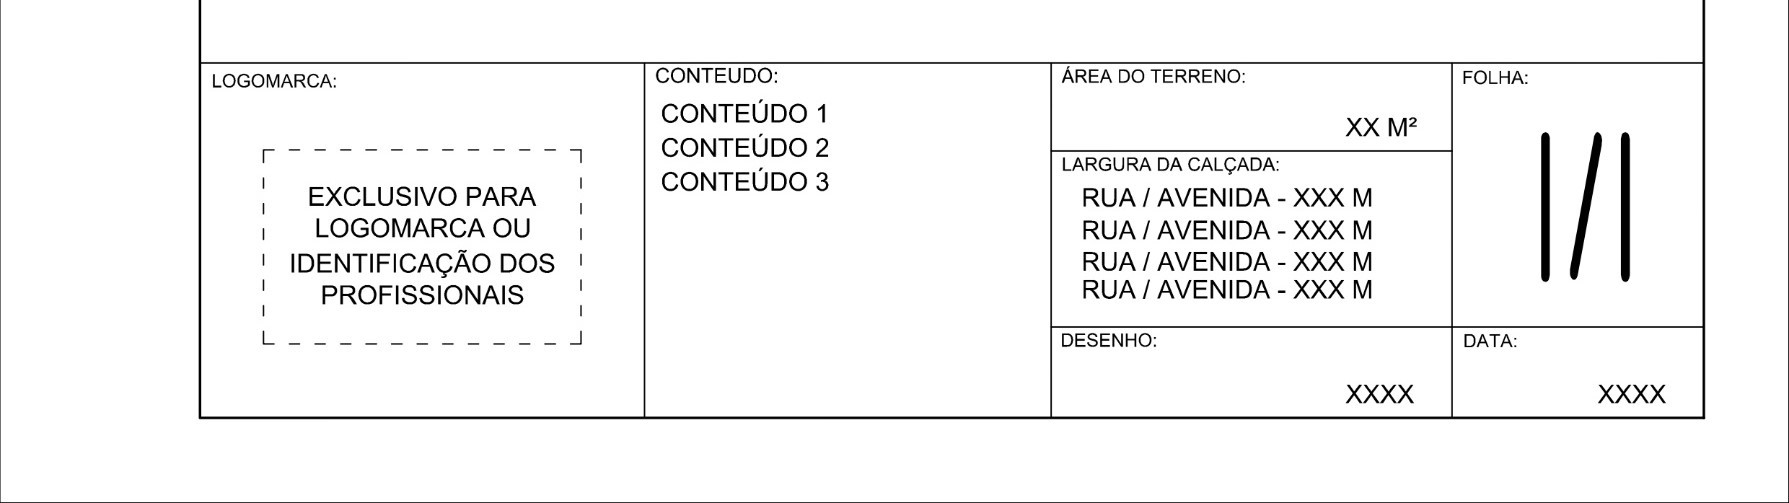 LOGOMARCA:
EXCLUSIVO PARA
LOGOMARCA OU
IDENTIFICAÇÃO DOS
PROFISSIONAIS
CONTEUDO:
CONTEÚDO 1
CONTEÚDO 2
CONTEÚDO 3
ÁREA DO TERRENO:
XX M²
LARGURA DA CALÇADA:
RUA / AVENIDA - XXX M
RUA / AVENIDA - XXX M
RUA / AVENIDA - XXX M
RUA / AVENIDA - XXX M
DESENHO:
XXXX
FOLHA:
1/1
DATA:
XXXX